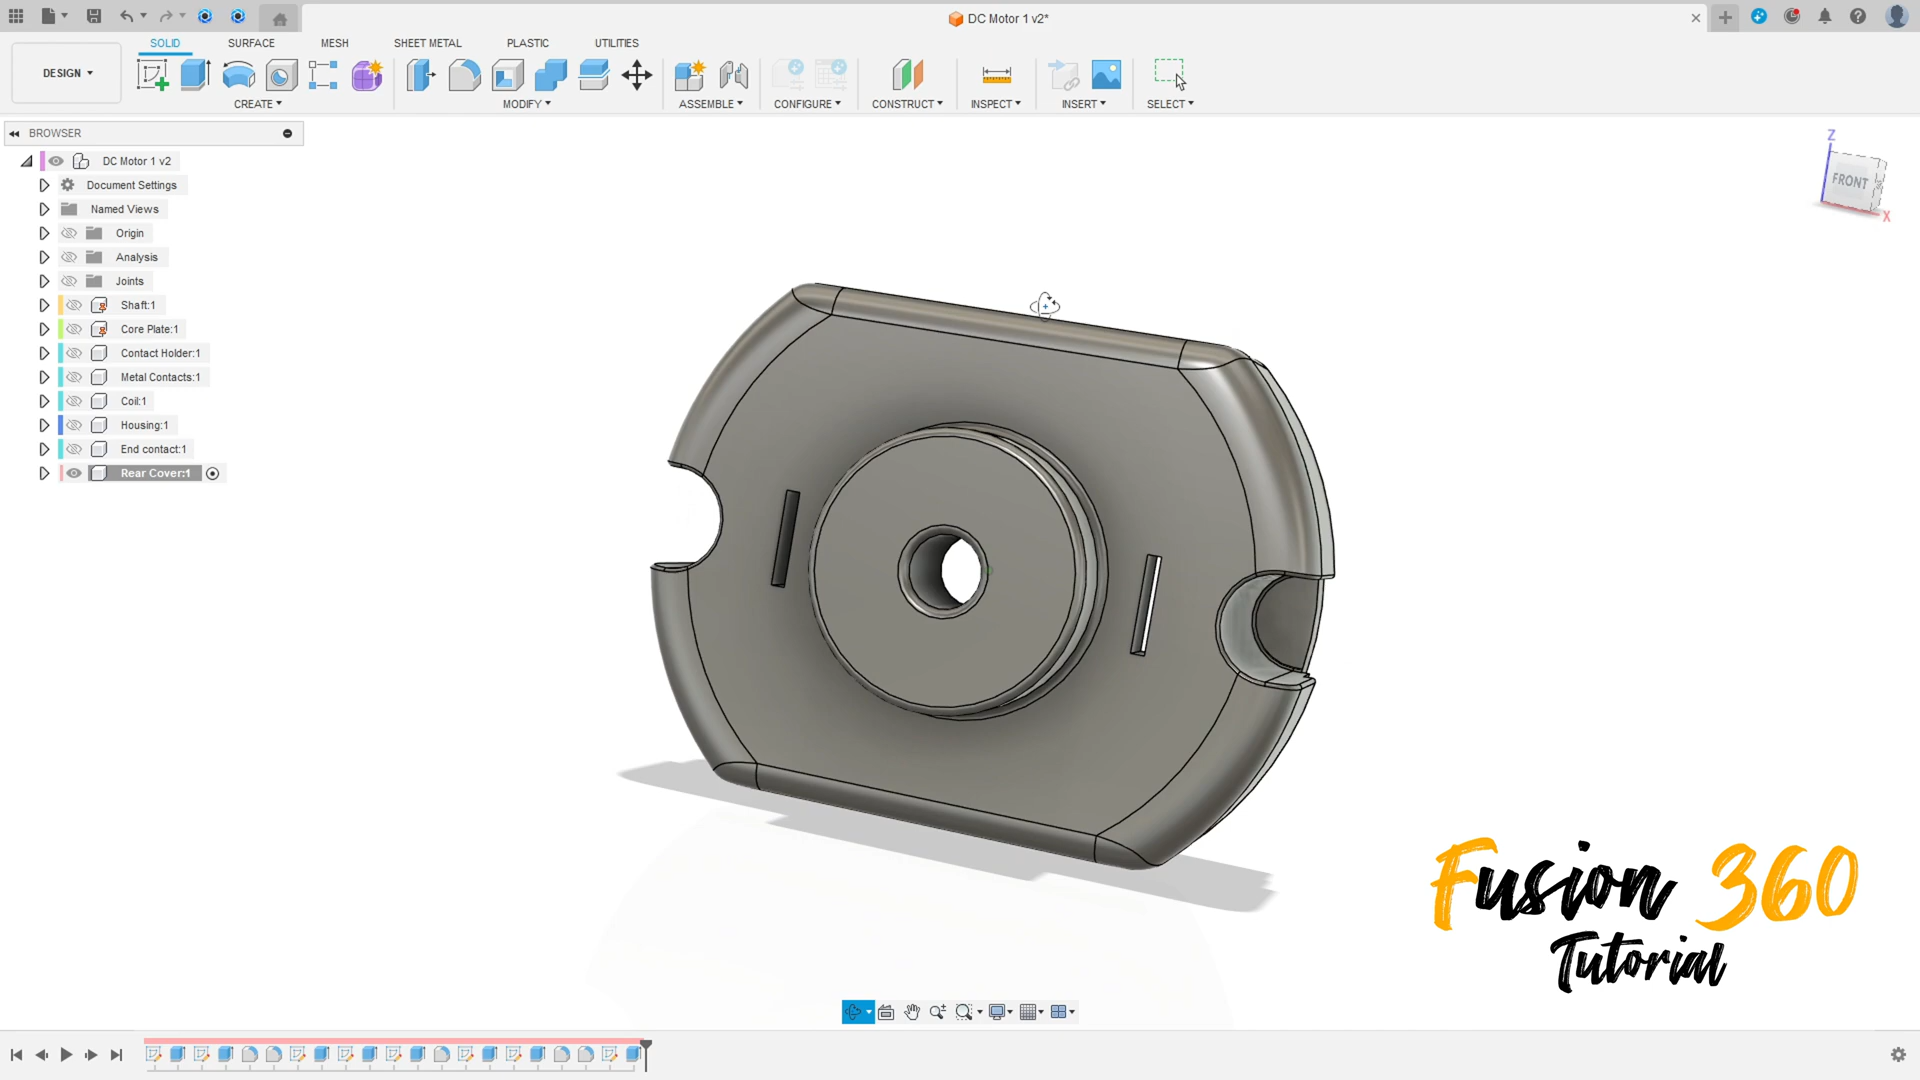 DC Motor 1 v2*
SOLID SURFACE MESH SHEET METAL PLASTIC UTILITIES
DESIGN
CREATE MODIFY ASSEMBLE CONFIGURE CONSTRUCT INSPECT INSERT SELECT
BROWSER
DC Motor 1 v2
Document Settings
Named Views
Origin
Analysis
Joints
Shaft:1
Core Plate:1
Contact Holder:1
Metal Contacts:1
Coil:1
Housing:1
End contact:1
Rear Cover:1
Z
FRONT
X
Fusion 360
Tutorial